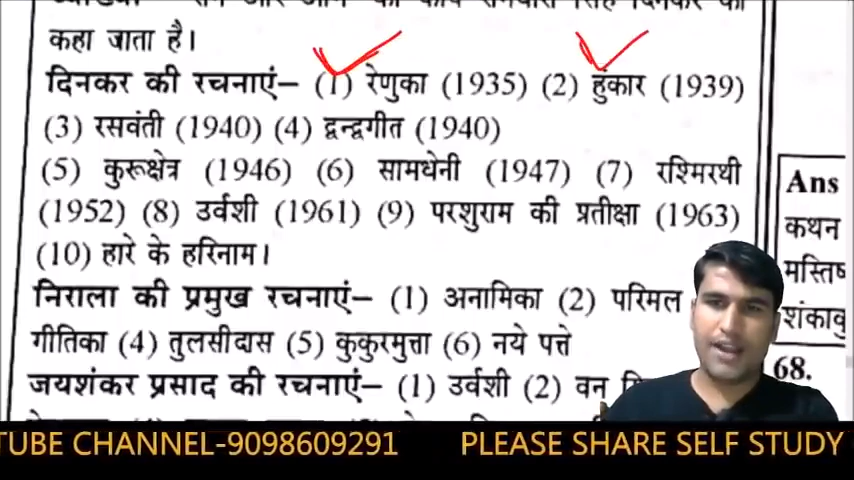 कहा जाता है।
दिनकर की रचनाएं– (1) रेणुका (1935) (2) हुंकार (1939)
(3) रसवंती (1940) (4) द्वन्द्वगीत (1940)
(5) कुरूक्षेत्र (1946) (6) सामधेनी (1947) (7) रश्मिरथी
(1952) (8) उर्वशी (1961) (9) परशुराम की प्रतीक्षा (1963)
(10) हारे के हरिनाम।
निराला की प्रमुख रचनाएं– (1) अनामिका (2) परिमल
गीतिका (4) तुलसीदास (5) कुकुरमुत्ता (6) नये पत्ते
जयशंकर प्रसाद की रचनाएं– (1) उर्वशी (2) वन
Ans
कथन
मस्तिष
शंकाकु
68.
TUBE CHANNEL-9098609291 PLEASE SHARE SELF STUDY